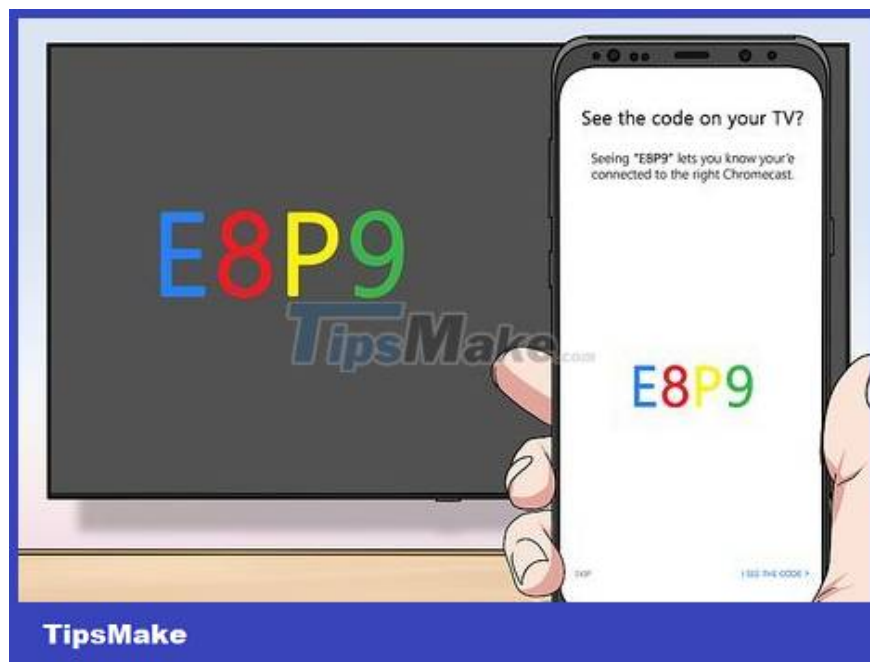 See the code on your TV?
Seeing "E8P9" lets you know your'e
connected to the right Chromecast.
E8P9
TipsMake.com
E8P9
SKIP
I SEE THE CODE >
TipsMake